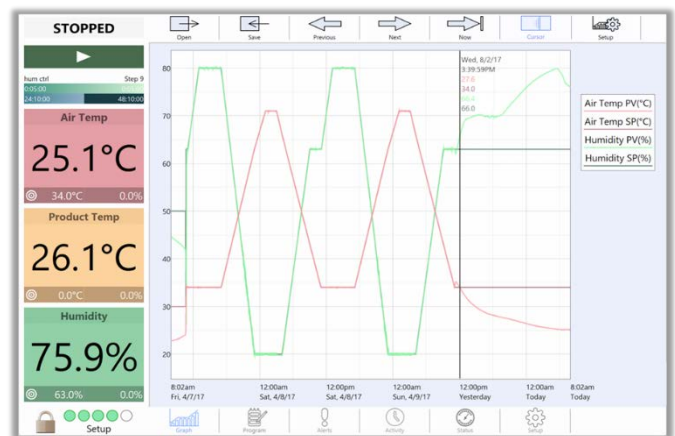 STOPPED
Open Save Previous Next Now Cursor Setup
hum ctrl Step 9
0:05:00
24:10:00 48:10:00
Air Temp
25.1°C
34.0°C 0.0%
Product Temp
26.1°C
0.0°C 0.0%
Humidity
75.9%
63.0% 0.0%
Setup
80
70
60
50
40
30
20
Wed, 8/2/17
3:39:59PM
27.6
34.0
66.0
Air Temp PV(°C)
Air Temp SP(°C)
Humidity PV(%)
Humidity SP(%)
8:02am 12:00am 12:00pm 12:00am 12:00pm 12:00am 8:02am
Fri, 4/7/17 Sat, 4/8/17 Sat, 4/8/17 Sun, 4/9/17 Yesterday Today Today
Graph Program Alerts Activity Status Setup